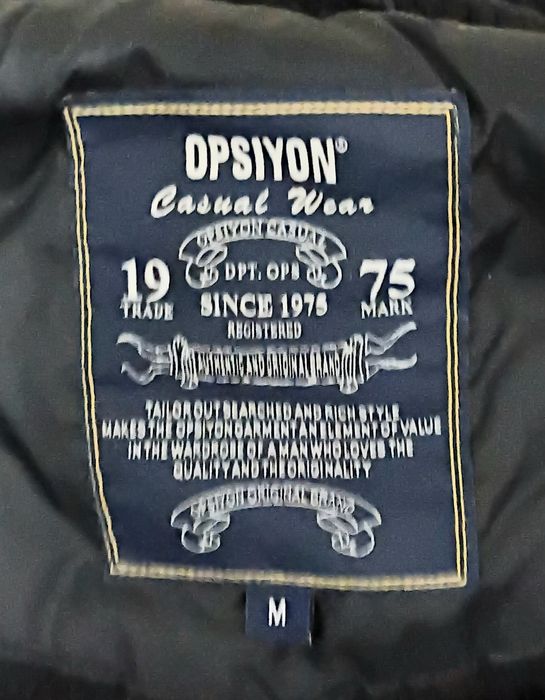 OPSIYON®
Casual Wear
OPSIYON CASUAL
19 DPT. OPS 75
TRADE SINCE 1975 MARK
REGISTERED
AUTHENTIC AND ORIGINAL BRAND
TAILOR OUT SEARCHED AND RICH STYLE
MAKES THE OPSIYON GARMENT AN ELEMENT OF VALUE
IN THE WARDROBE OF A MAN WHO LOVES THE
QUALITY AND THE ORIGINALITY
OPSIYON ORIGINAL BRAND
M